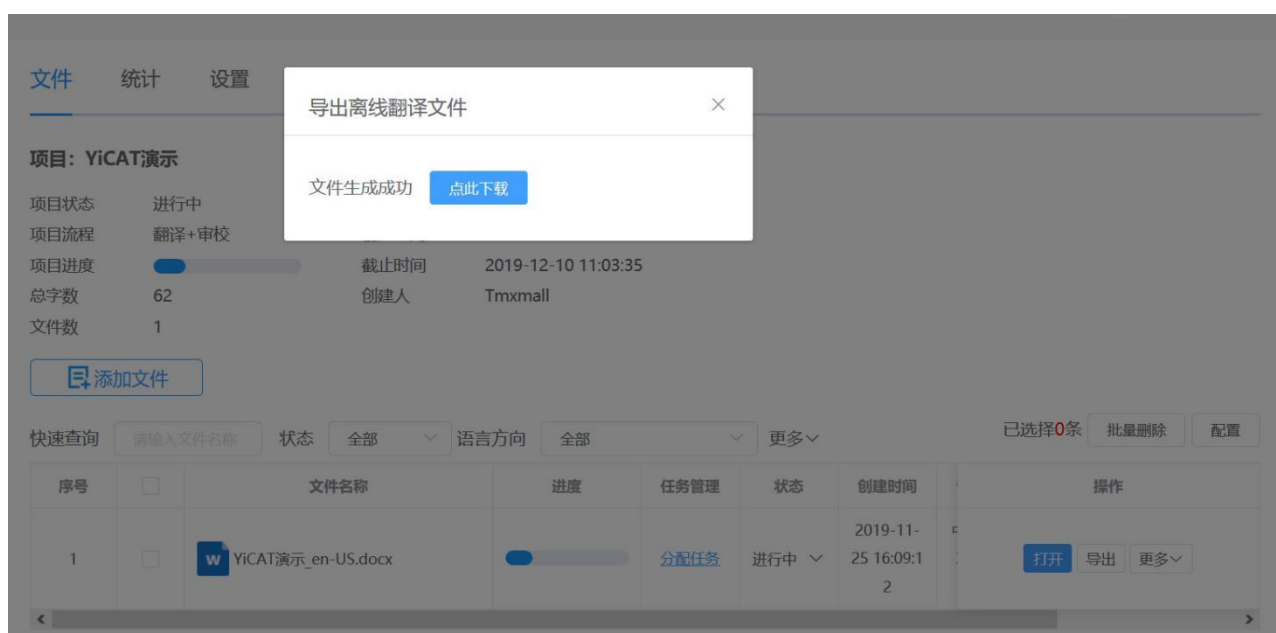 文件 统计 设置
导出离线翻译文件
项目：YiCAT演示
文件生成成功 点此下载
项目状态 进行中
项目流程 翻译+审校
项目进度 截止时间 2019-12-10 11:03:35
总字数 62 创建人 Tmxmall
文件数 1
添加文件
快速查询 请输入文件名称 状态 全部 语言方向 全部 更多 已选择0条 批量删除 配置
序号 文件名称 进度 任务管理 状态 创建时间 操作
1 W YiCAT演示_en-US.docx 分配任务 进行中 2019-11-
25 16:09:1
2
打开 导出 更多